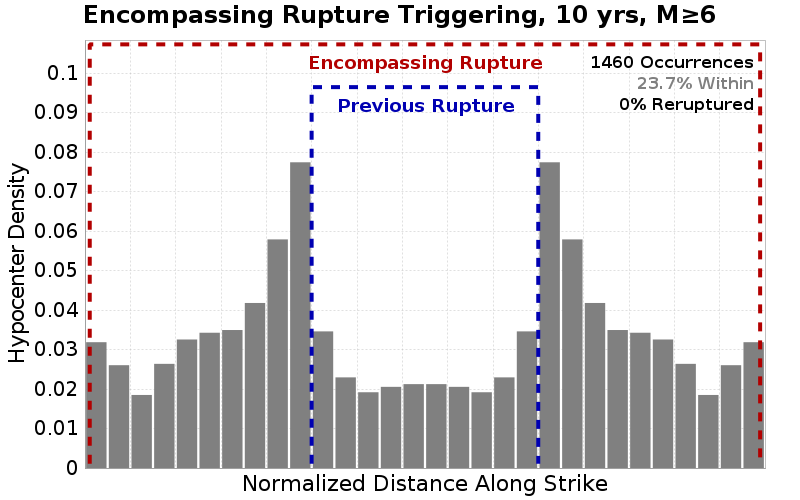 Encompassing Rupture Triggering, 10 yrs, M≥6
Encompassing Rupture
1460 Occurrences
23.7% Within
0% Reruptured
Previous Rupture
Hypocenter Density
0.1
0.09
0.08
0.07
0.06
0.05
0.04
0.03
0.02
0.01
0
Normalized Distance Along Strike